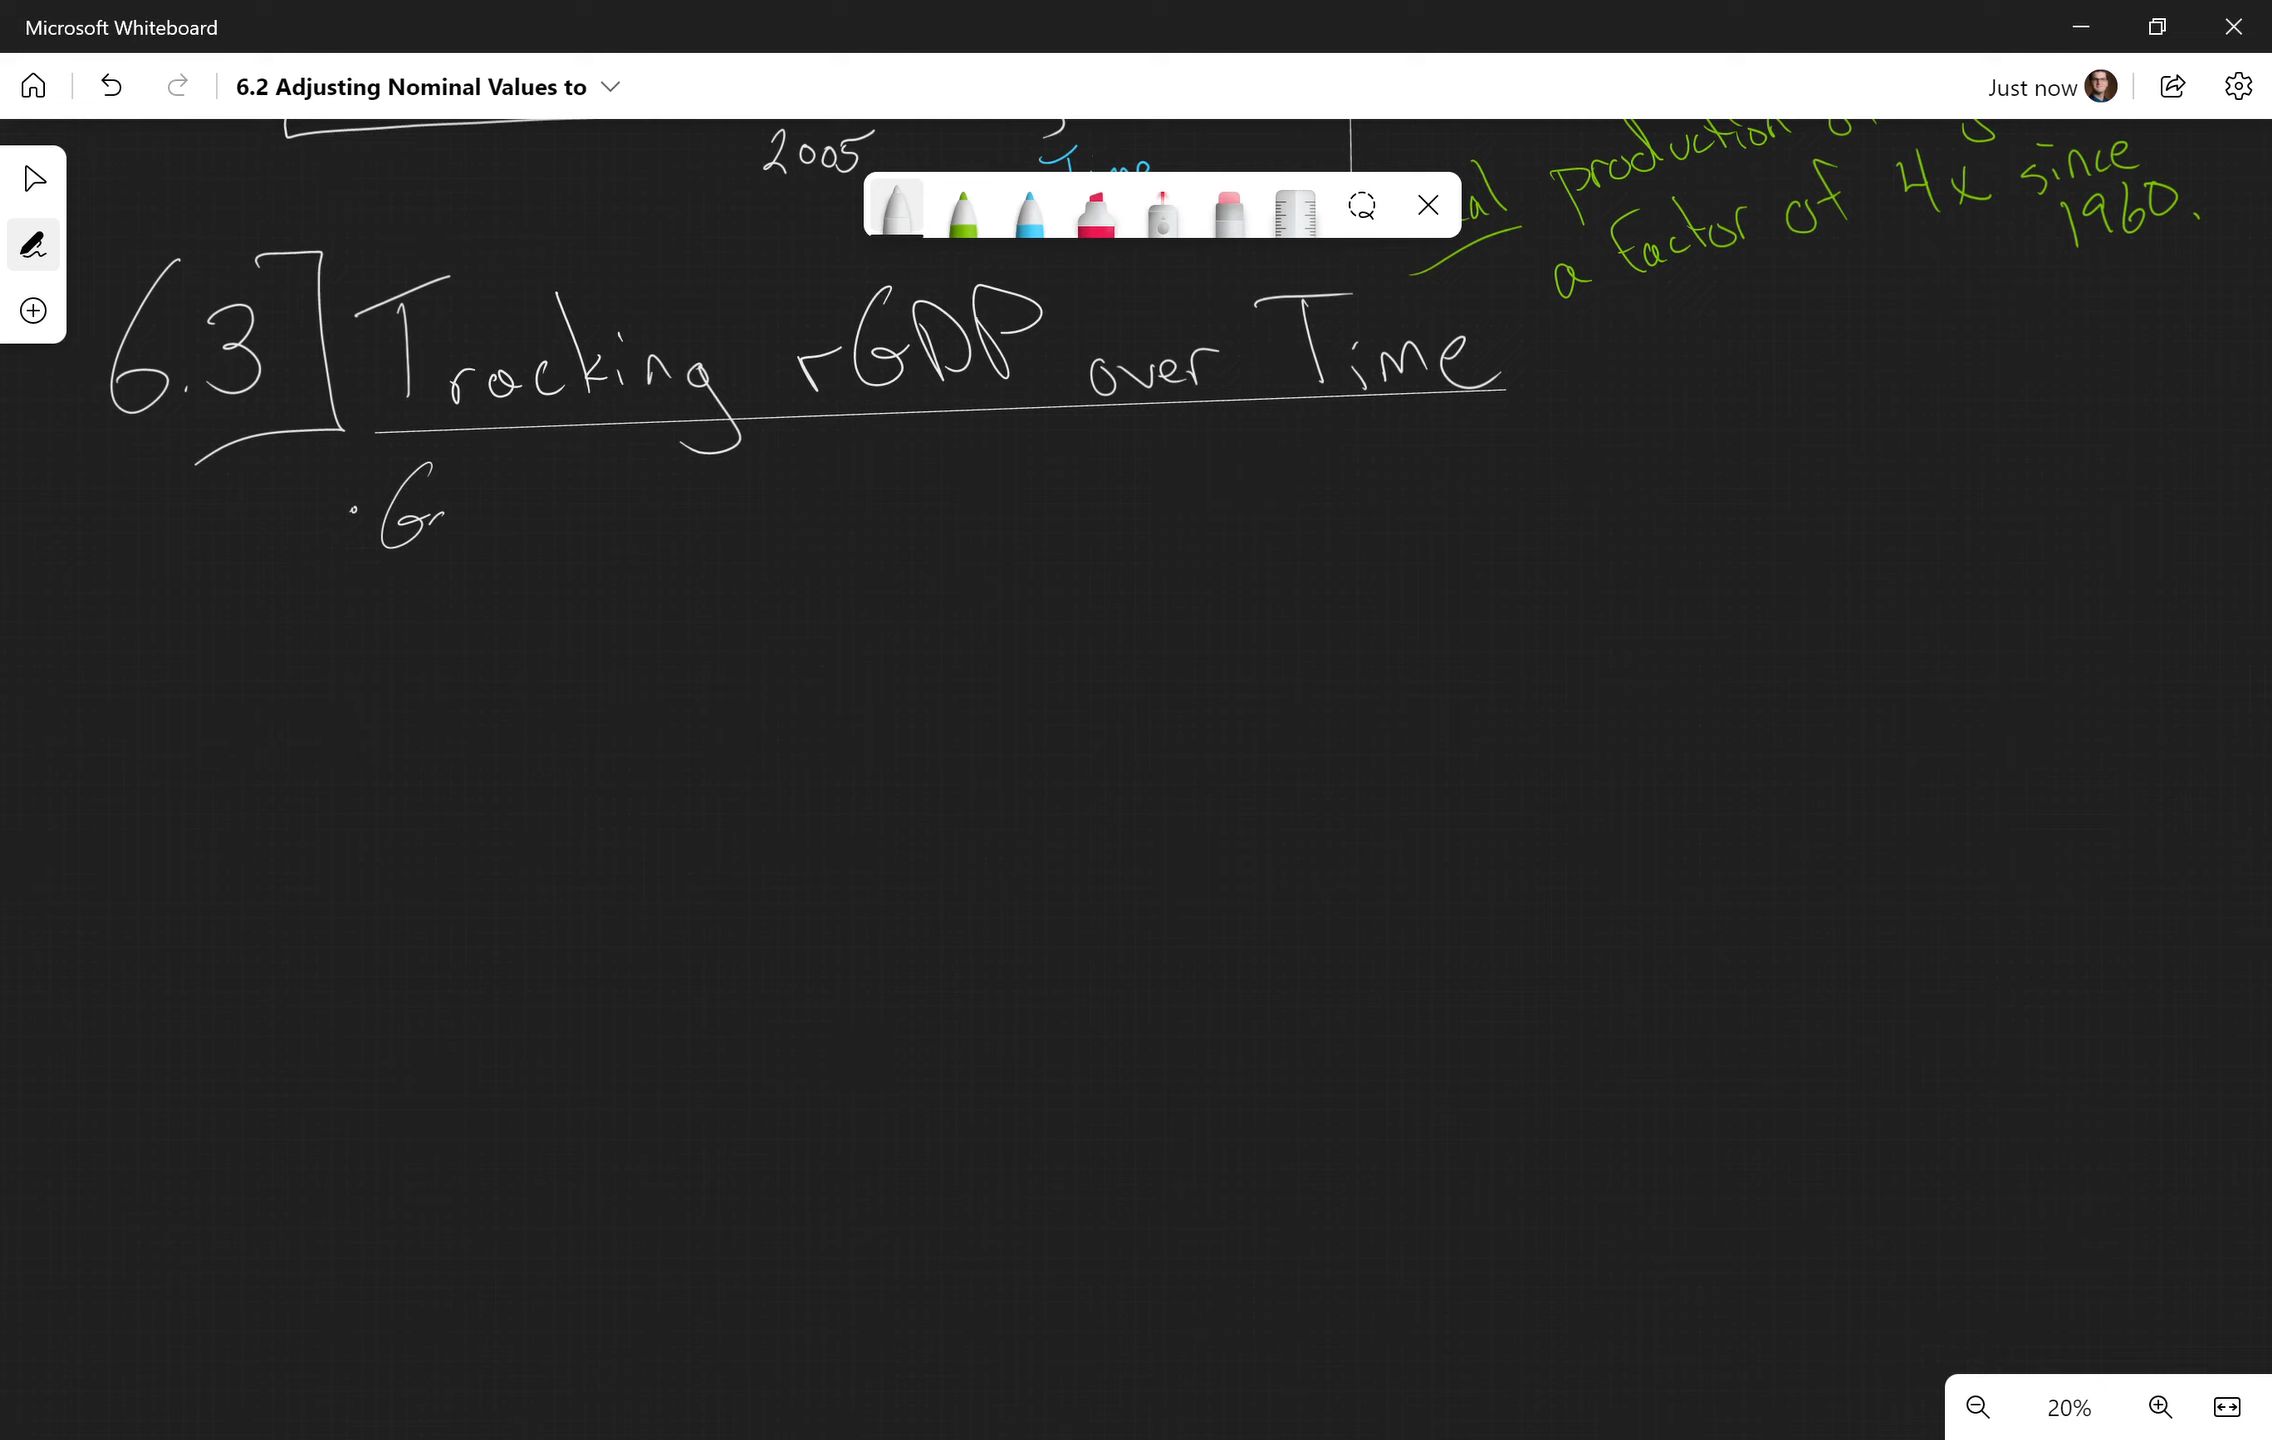 Microsoft Whiteboard
6.2 Adjusting Nominal Values to
Just now
2005
production
a factor of 4x since
1960.
6.3] Tracking rGDP over Time
· Gr
20%